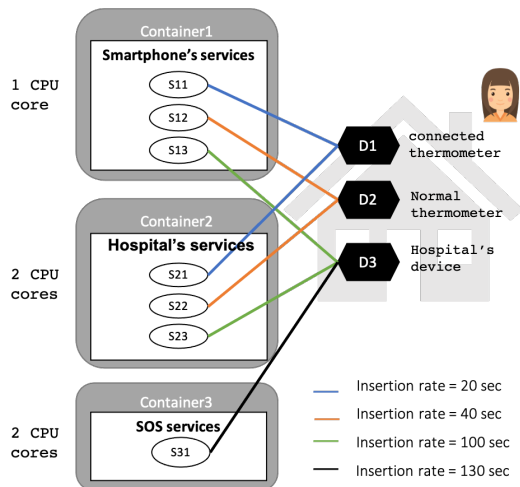 Container1
Smartphone's services
1 CPU
core
S11
S12
S13
D1
connected
thermometer
D2
Normal
thermometer
D3
Hospital's
device
Container2
Hospital's services
2 CPU
cores
S21
S22
S23
Container3
SOS services
2 CPU
cores
S31
Insertion rate = 20 sec
Insertion rate = 40 sec
Insertion rate = 100 sec
Insertion rate = 130 sec